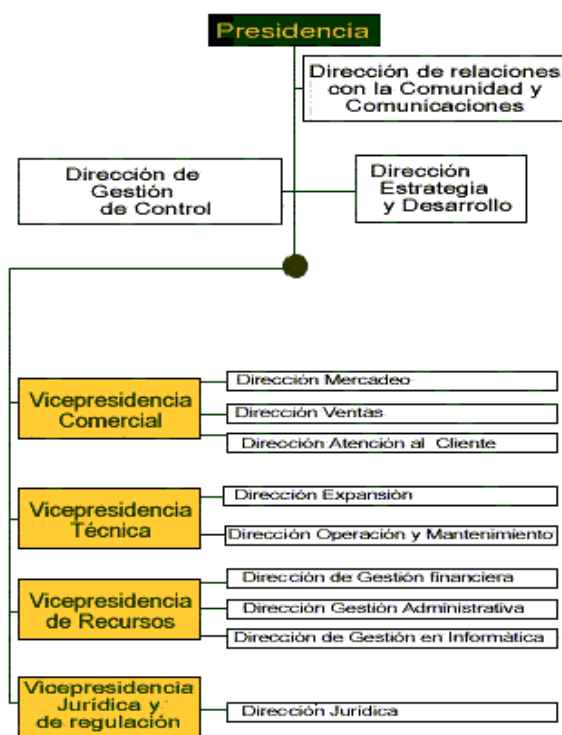 Presidencia
Dirección de relaciones
con la Comunidad y
Comunicaciones
Dirección de
Gestión
de Control
Dirección
Estrategia
y Desarrollo
Vicepresidencia
Comercial
Dirección Mercadeo
Dirección Ventas
Dirección Atención al Cliente
Vicepresidencia
Técnica
Dirección Expansión
Dirección Operación y Mantenimiento
Vicepresidencia
de Recursos
Dirección de Gestión financiera
Dirección Gestión Administrativa
Dirección de Gestión en Informàtica
Vicepresidencia
Jurídica y
de regulación
Dirección Jurídica